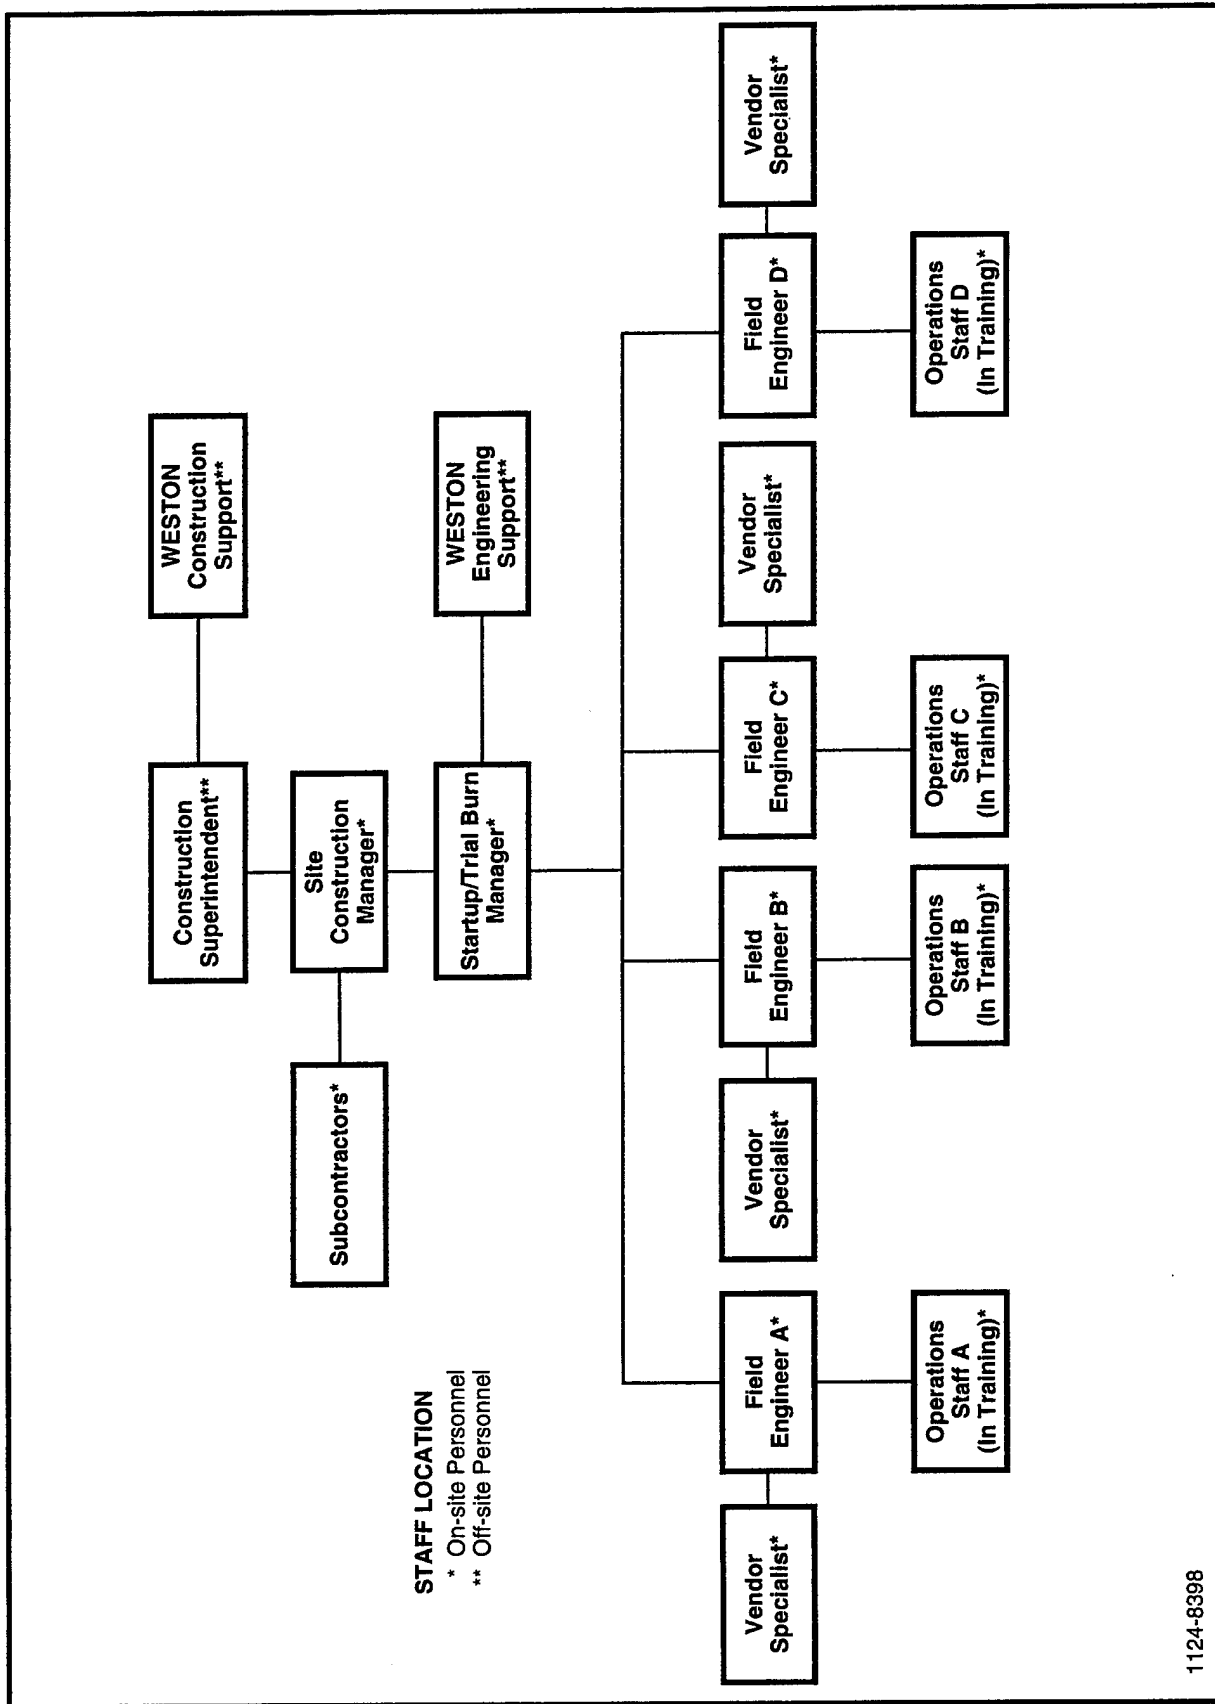 Construction
Superintendent**
WESTON
Construction
Support**
Subcontractors*
Site
Construction
Manager*
Startup/Trial Burn
Manager*
WESTON
Engineering
Support**
STAFF LOCATION
* On-site Personnel
** Off-site Personnel
Vendor
Specialist*
Field
Engineer A*
Vendor
Specialist*
Field
Engineer B*
Field
Engineer C*
Vendor
Specialist*
Field
Engineer D*
Vendor
Specialist*
Operations
Staff A
(In Training)*
Operations
Staff B
(In Training)*
Operations
Staff C
(In Training)*
Operations
Staff D
(In Training)*
1124-8398